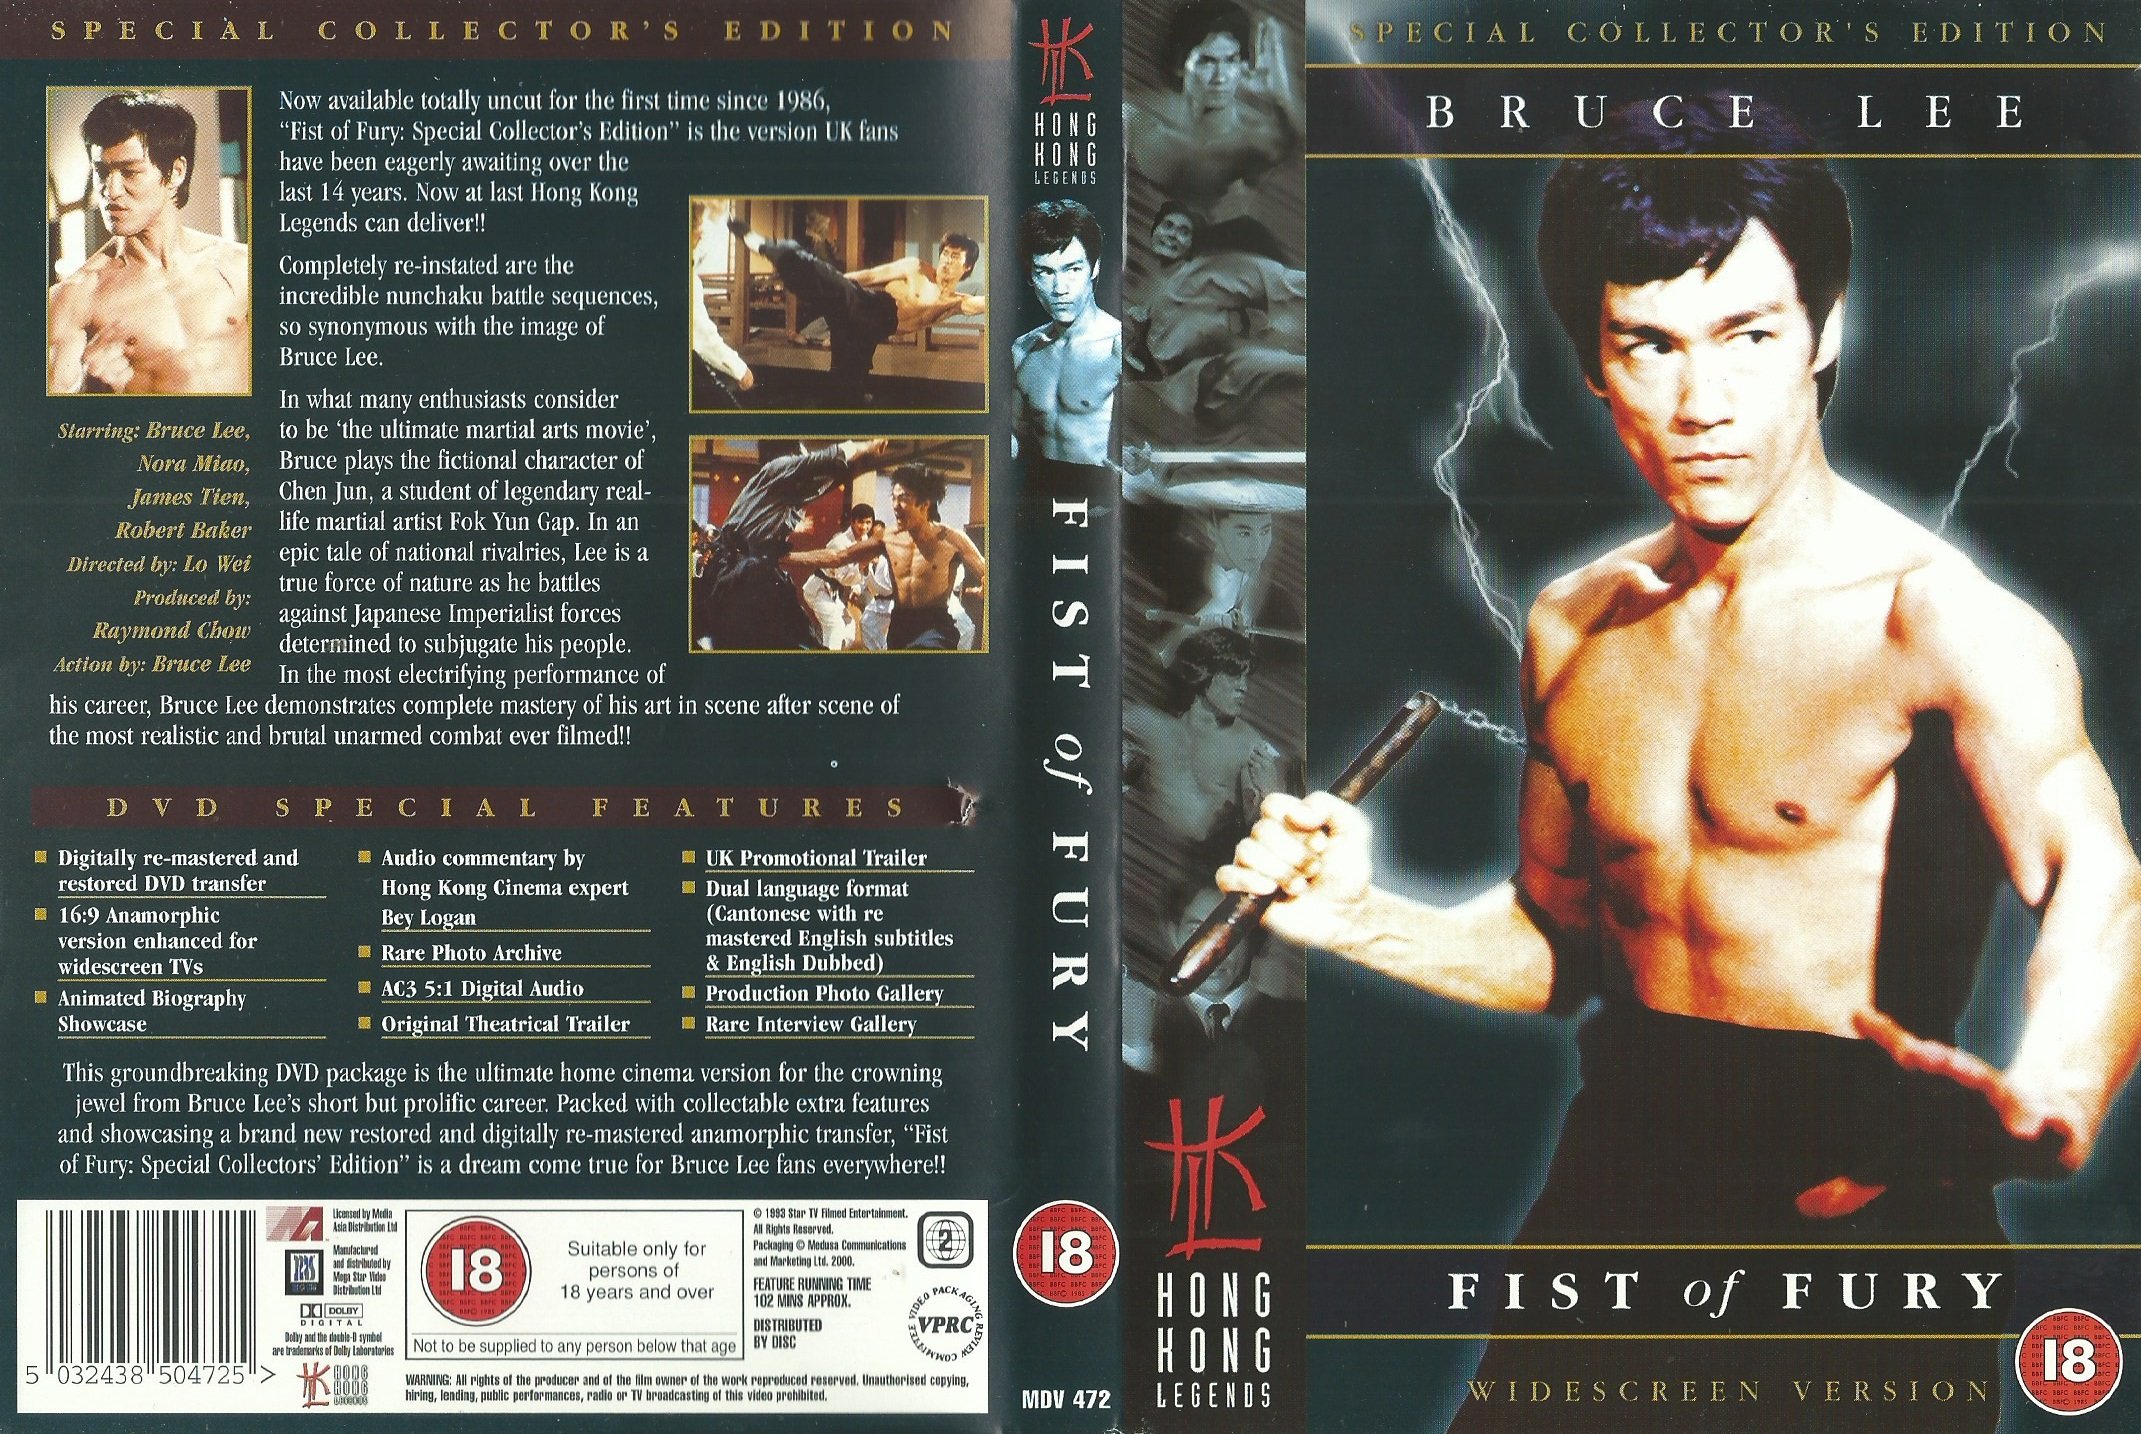 SPECIAL COLLECTOR'S EDITION
Now available totally uncut for the first time since 1986,
“Fist of Fury: Special Collector's Edition” is the version UK fans
have been eagerly awaiting over the
last 14 years. Now at last Hong Kong
Legends can deliver!!
Completely re-instated are the
incredible nunchaku battle sequences,
so synonymous with the image of
Bruce Lee.
In what many enthusiasts consider
to be ‘the ultimate martial arts movie’,
Bruce plays the fictional character of
Chen Jun, a student of legendary real-
life martial artist Fok Yun Gap. In an
epic tale of national rivalries, Lee is a
true force of nature as he battles
against Japanese Imperialist forces
determined to subjugate his people.
In the most electrifying performance of
his career, Bruce Lee demonstrates complete mastery of his art in scene after scene of
the most realistic and brutal unarmed combat ever filmed!!
Starring: Bruce Lee,
Nora Miao,
James Tien,
Robert Baker
Directed by: Lo Wei
Produced by:
Raymond Chow
Action by: Bruce Lee
DVD SPECIAL FEATURES
Digitally re-mastered and
restored DVD transfer
16:9 Anamorphic
version enhanced for
widescreen TVs
Animated Biography
Showcase
Audio commentary by
Hong Kong Cinema expert
Bey Logan
Rare Photo Archive
AC3 5:1 Digital Audio
Original Theatrical Trailer
UK Promotional Trailer
Dual language format
(Cantonese with re
mastered English subtitles
& English Dubbed)
Production Photo Gallery
Rare Interview Gallery
This groundbreaking DVD package is the ultimate home cinema version for the crowning
jewel from Bruce Lee's short but prolific career. Packed with collectable extra features
and showcasing a brand new restored and digitally re-mastered anamorphic transfer, “Fist
of Fury: Special Collectors' Edition” is a dream come true for Bruce Lee fans everywhere!!
5 032438 504725 >
Licensed by Media
Asia Distribution Ltd
Manufactured
and distributed by
Mega Star Video
Distribution Ltd
DOLBY
DIGITAL
Dolby and the double-D symbol
are trademarks of Dolby Laboratories
HONG
KONG
LEGENDS
18
Suitable only for
persons of
18 years and over
Not to be supplied to any person below that age
© 1993 Star TV Filmed Entertainment.
All Rights Reserved.
Packaging © Medusa Communications
and Marketing Ltd. 2000.
FEATURE RUNNING TIME
102 MINS APPROX.
DISTRIBUTED
BY DISC
2
VIDEO PACKAGING REVIEW COMMITTEE
VPRC
WARNING: All rights of the producer and of the film owner of the work reproduced reserved. Unauthorised copying,
hiring, lending, public performances, radio or TV broadcasting of this video prohibited.
HK
HONG
KONG
LEGENDS
FIST of FURY
18
MDV 472
HK
HONG
KONG
LEGENDS
SPECIAL COLLECTOR'S EDITION
BRUCE LEE
FIST of FURY
WIDESCREEN VERSION
18